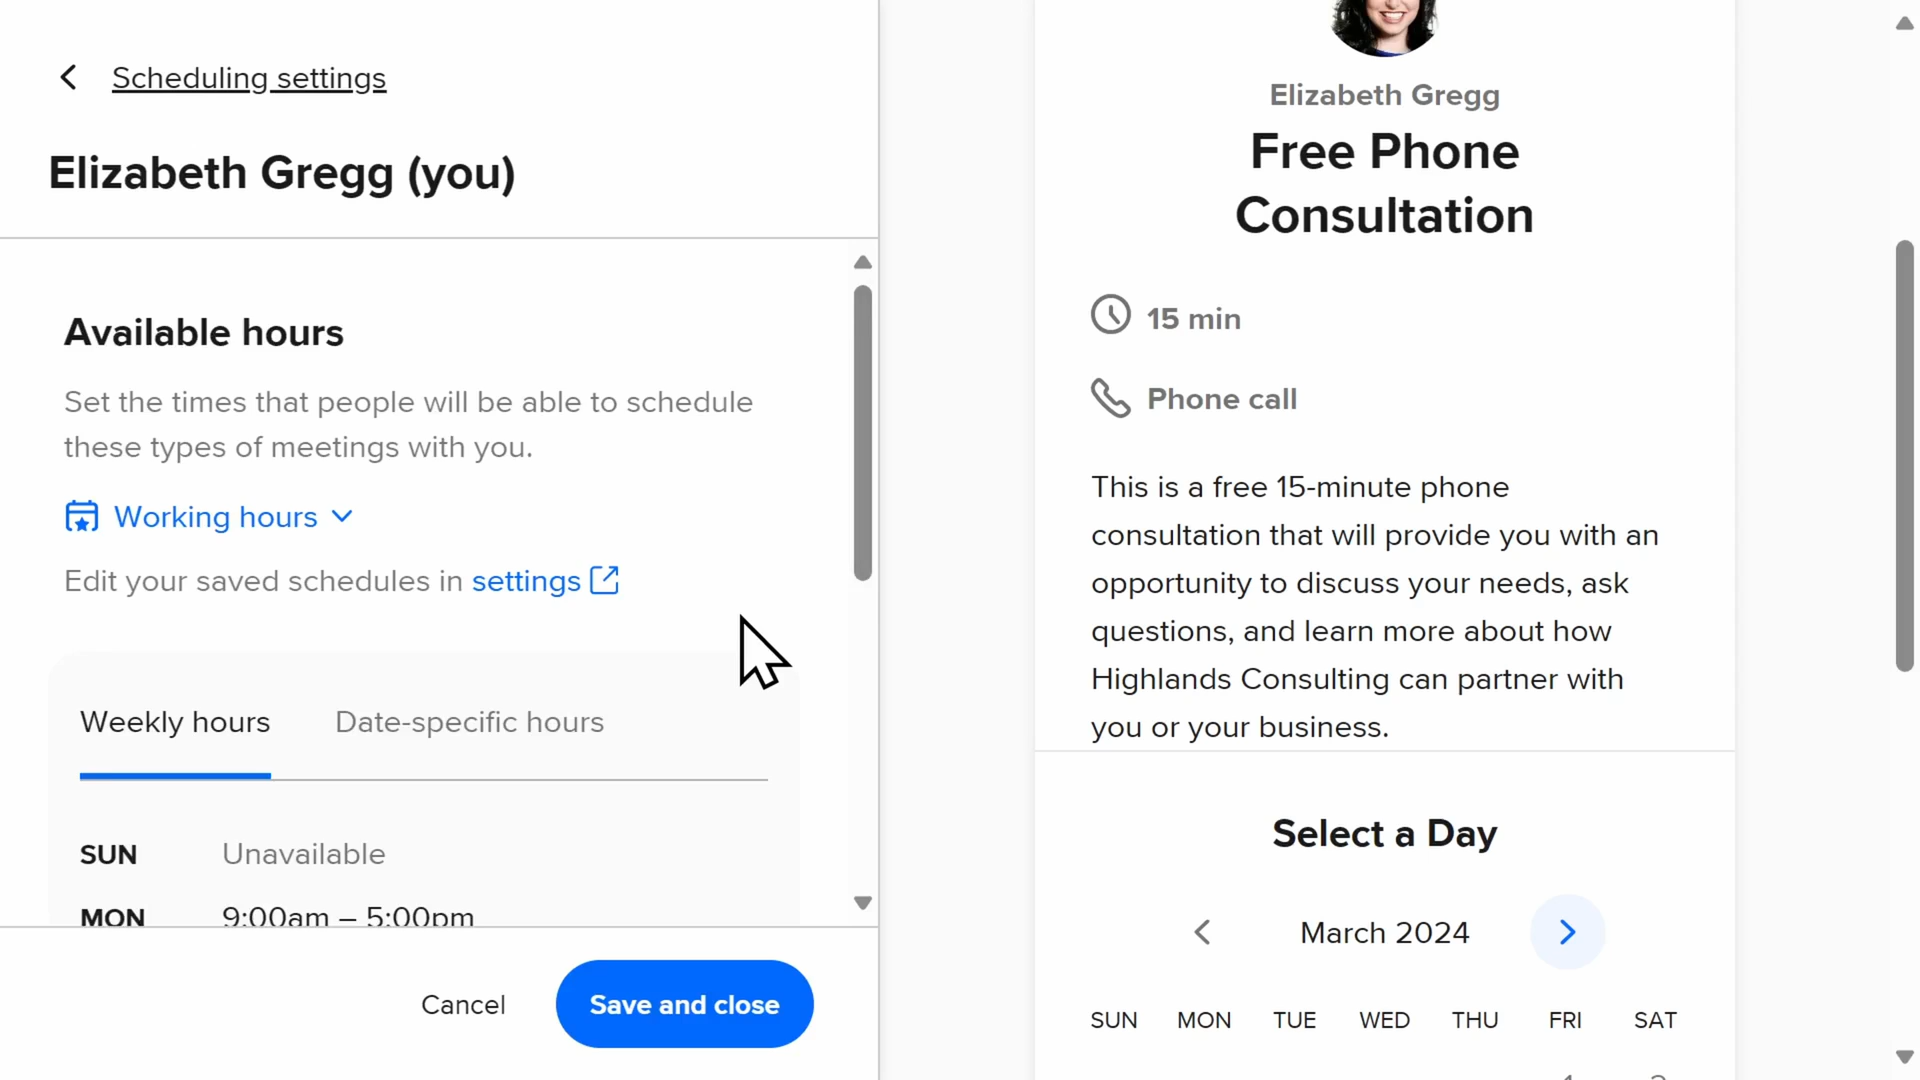 Scheduling settings
Elizabeth Gregg (you)
Available hours
Set the times that people will be able to schedule
these types of meetings with you.
Working hours
Edit your saved schedules in settings
Weekly hours
Date-specific hours
SUN Unavailable
MON 9:00am – 5:00pm
Cancel
Save and close
Elizabeth Gregg
Free Phone
Consultation
15 min
Phone call
This is a free 15-minute phone
consultation that will provide you with an
opportunity to discuss your needs, ask
questions, and learn more about how
Highlands Consulting can partner with
you or your business.
Select a Day
March 2024
SUN MON TUE WED THU FRI SAT